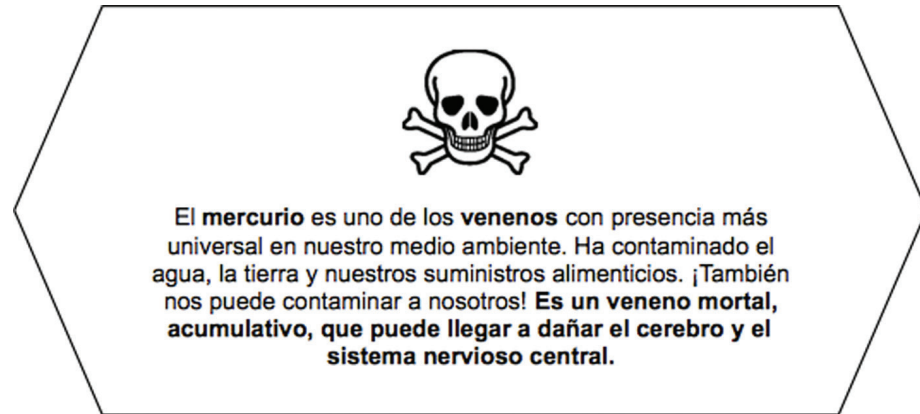 El mercurio es uno de los venenos con presencia más
universal en nuestro medio ambiente. Ha contaminado el
agua, la tierra y nuestros suministros alimenticios. ¡También
nos puede contaminar a nosotros! Es un veneno mortal,
acumulativo, que puede llegar a dañar el cerebro y el
sistema nervioso central.